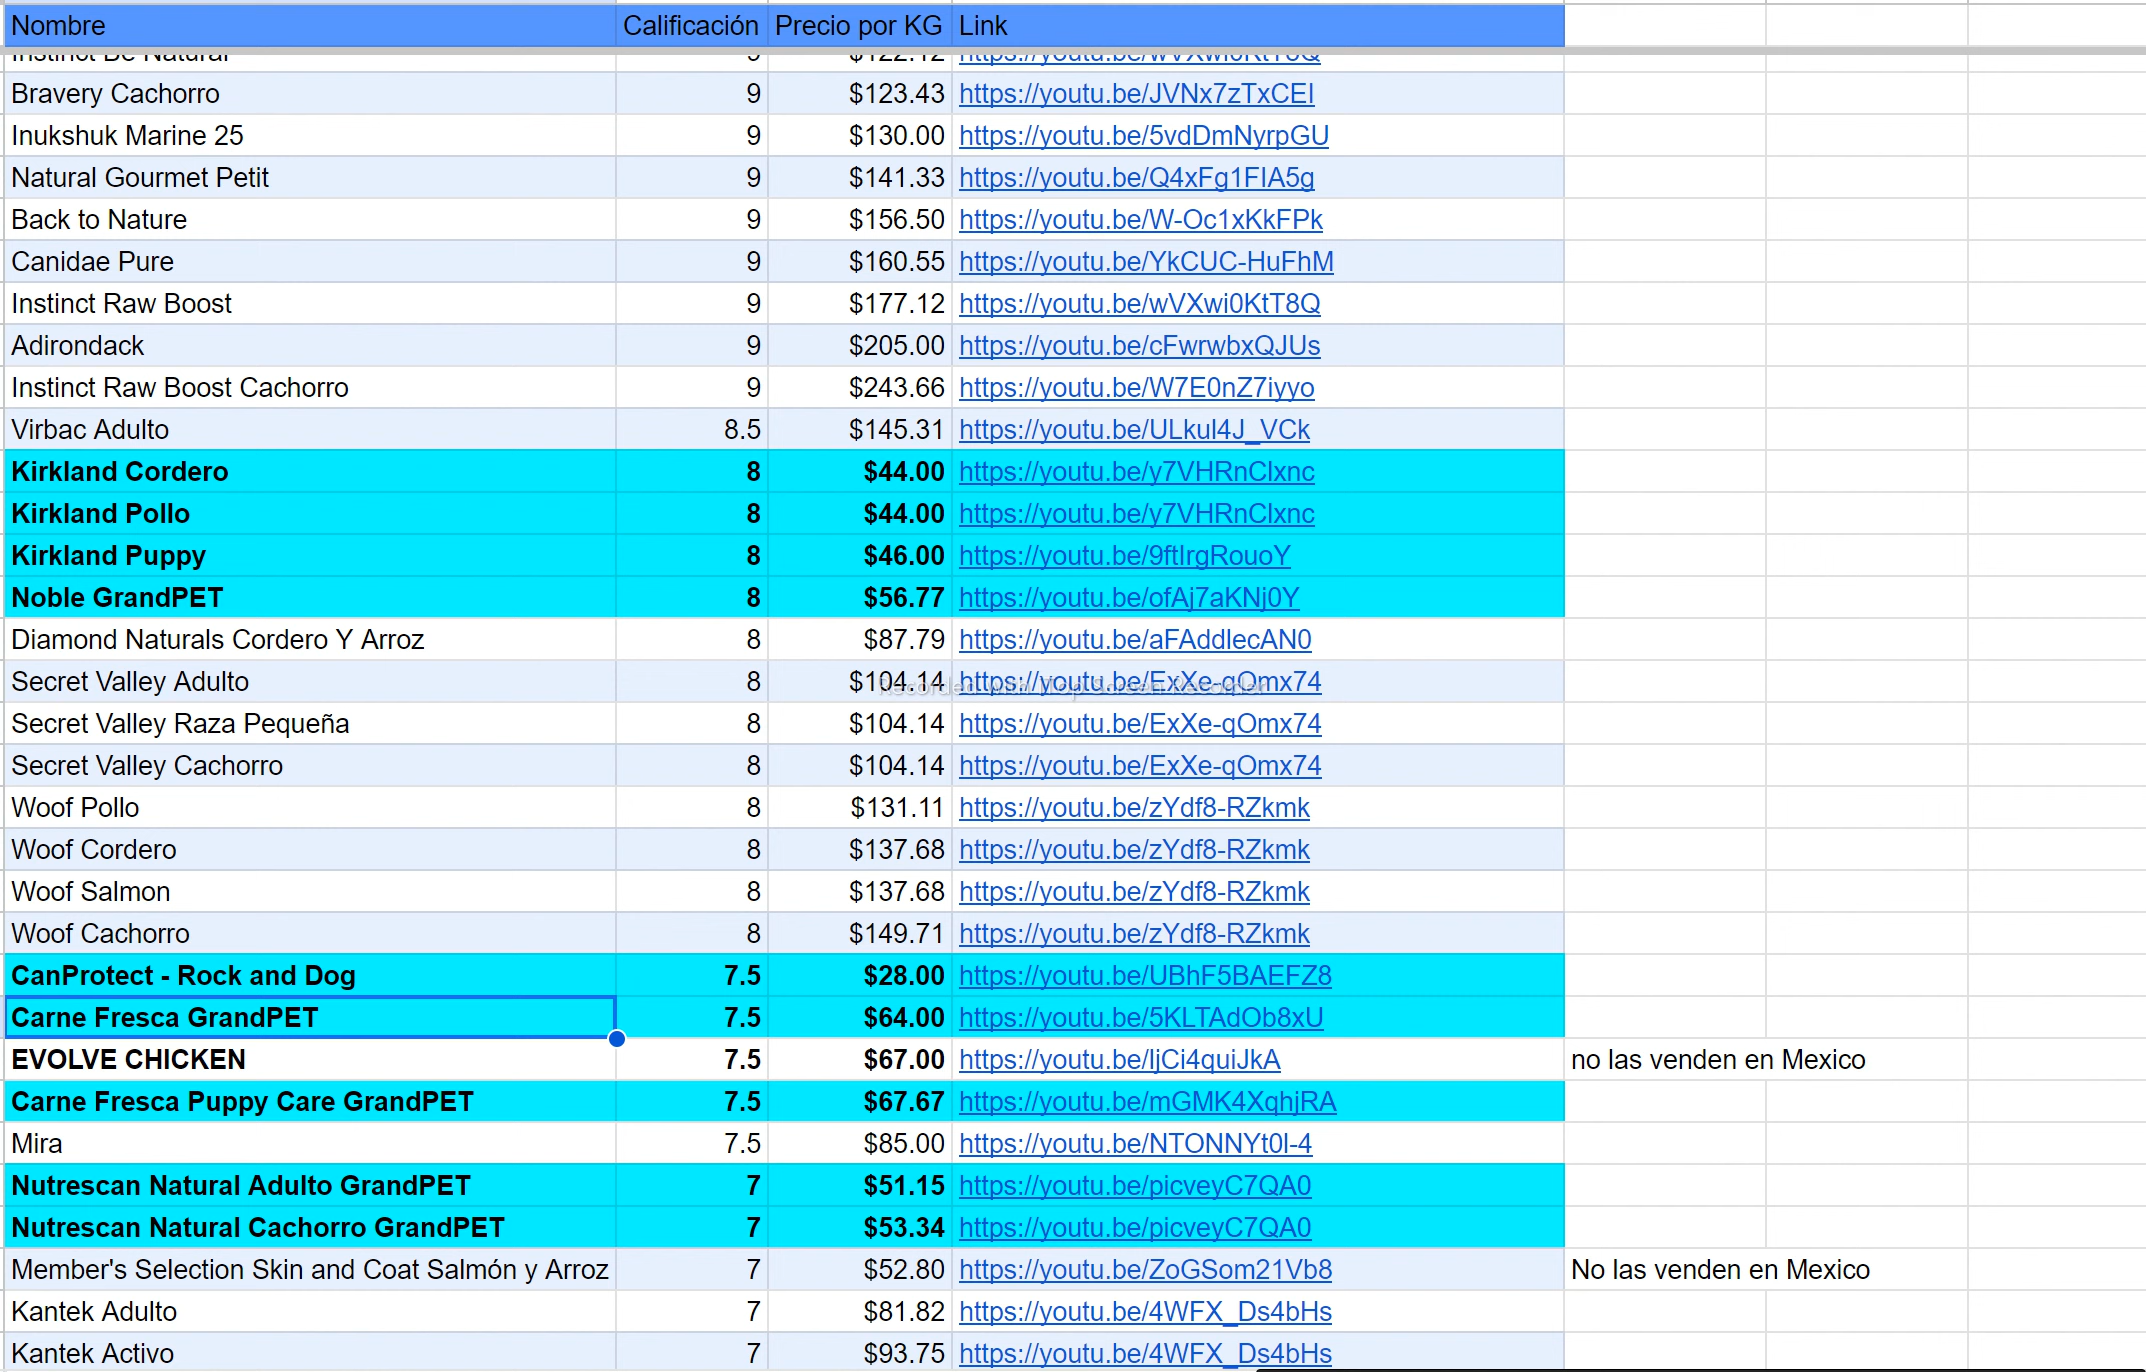 Nombre Calificación Precio por KG Link
Instinct Be Natural 9 $122.12 https://youtu.be/wVXwi0KtT8Q
Bravery Cachorro 9 $123.43 https://youtu.be/JVNx7zTxCEI
Inukshuk Marine 25 9 $130.00 https://youtu.be/5vdDmNyrpGU
Natural Gourmet Petit 9 $141.33 https://youtu.be/Q4xFg1FIA5g
Back to Nature 9 $156.50 https://youtu.be/W-Oc1xKkFPk
Canidae Pure 9 $160.55 https://youtu.be/YkCUC-HuFhM
Instinct Raw Boost 9 $177.12 https://youtu.be/wVXwi0KtT8Q
Adirondack 9 $205.00 https://youtu.be/cFwrwbxQJUs
Instinct Raw Boost Cachorro 9 $243.66 https://youtu.be/W7E0nZ7iyyo
Virbac Adulto 8.5 $145.31 https://youtu.be/ULkuI4J_VCk
Kirkland Cordero 8 $44.00 https://youtu.be/y7VHRnClxnc
Kirkland Pollo 8 $44.00 https://youtu.be/y7VHRnClxnc
Kirkland Puppy 8 $46.00 https://youtu.be/9ftIrgRouoY
Noble GrandPET 8 $56.77 https://youtu.be/ofAj7aKNj0Y
Diamond Naturals Cordero Y Arroz 8 $87.79 https://youtu.be/aFAddlecAN0
Secret Valley Adulto 8 $104.14 https://youtu.be/ExXe-qOmx74
Secret Valley Raza Pequeña 8 $104.14 https://youtu.be/ExXe-qOmx74
Secret Valley Cachorro 8 $104.14 https://youtu.be/ExXe-qOmx74
Woof Pollo 8 $131.11 https://youtu.be/zYdf8-RZkmk
Woof Cordero 8 $137.68 https://youtu.be/zYdf8-RZkmk
Woof Salmon 8 $137.68 https://youtu.be/zYdf8-RZkmk
Woof Cachorro 8 $149.71 https://youtu.be/zYdf8-RZkmk
CanProtect - Rock and Dog 7.5 $28.00 https://youtu.be/UBhF5BAEFZ8
Carne Fresca GrandPET 7.5 $64.00 https://youtu.be/5KLTAdOb8xU
EVOLVE CHICKEN 7.5 $67.00 https://youtu.be/ljCi4quiJkA no las venden en Mexico
Carne Fresca Puppy Care GrandPET 7.5 $67.67 https://youtu.be/mGMK4XqhjRA
Mira 7.5 $85.00 https://youtu.be/NTONNYt0l-4
Nutrescan Natural Adulto GrandPET 7 $51.15 https://youtu.be/picveyC7QA0
Nutrescan Natural Cachorro GrandPET 7 $53.34 https://youtu.be/picveyC7QA0
Member's Selection Skin and Coat Salmón y Arroz 7 $52.80 https://youtu.be/ZoGSom21Vb8 No las venden en Mexico
Kantek Adulto 7 $81.82 https://youtu.be/4WFX_Ds4bHs
Kantek Activo 7 $93.75 https://youtu.be/4WFX_Ds4bHs